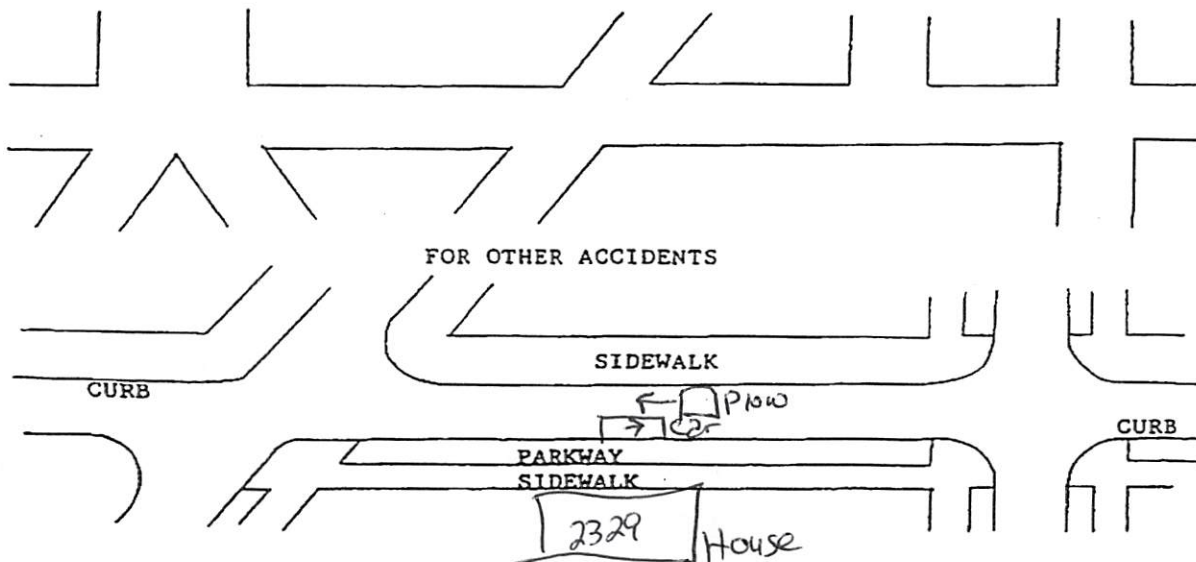 FOR OTHER ACCIDENTS
SIDEWALK
CURB
Plow
Car
CURB
PARKWAY
SIDEWALK
2329
House